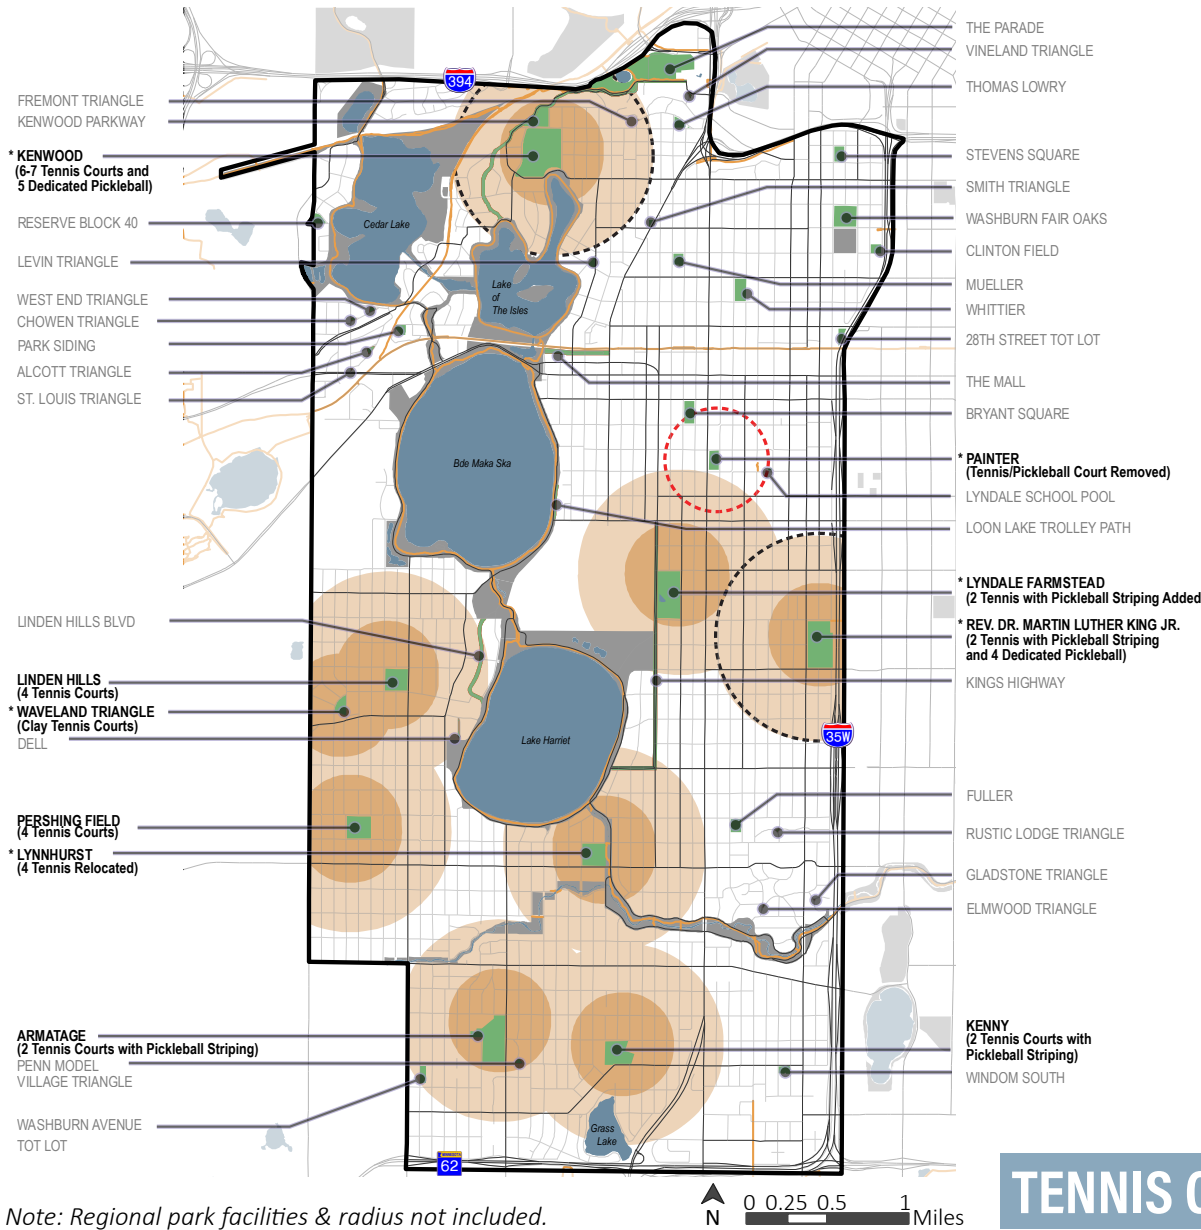 FREMONT TRIANGLE
KENWOOD PARKWAY
* KENWOOD
(6-7 Tennis Courts and
5 Dedicated Pickleball)
RESERVE BLOCK 40
LEVIN TRIANGLE
WEST END TRIANGLE
CHOWEN TRIANGLE
PARK SIDING
ALCOTT TRIANGLE
ST. LOUIS TRIANGLE
LINDEN HILLS BLVD
LINDEN HILLS
(4 Tennis Courts)
* WAVELAND TRIANGLE
(Clay Tennis Courts)
DELL
PERSHING FIELD
(4 Tennis Courts)
* LYNNHURST
(4 Tennis Relocated)
ARMATAGE
(2 Tennis Courts with Pickleball Striping)
PENN MODEL
VILLAGE TRIANGLE
WASHBURN AVENUE
TOT LOT
394
Cedar Lake
Lake
of
The Isles
Bde Maka Ska
Lake Harriet
35W
Grass
Lake
MINNESOTA
62
THE PARADE
VINELAND TRIANGLE
THOMAS LOWRY
STEVENS SQUARE
SMITH TRIANGLE
WASHBURN FAIR OAKS
CLINTON FIELD
MUELLER
WHITTIER
28TH STREET TOT LOT
THE MALL
BRYANT SQUARE
* PAINTER
(Tennis/Pickleball Court Removed)
LYNDALE SCHOOL POOL
LOON LAKE TROLLEY PATH
* LYNDALE FARMSTEAD
(2 Tennis with Pickleball Striping Added
* REV. DR. MARTIN LUTHER KING JR.
(2 Tennis with Pickleball Striping
and 4 Dedicated Pickleball)
KINGS HIGHWAY
FULLER
RUSTIC LODGE TRIANGLE
GLADSTONE TRIANGLE
ELMWOOD TRIANGLE
KENNY
(2 Tennis Courts with
Pickleball Striping)
WINDOM SOUTH
TENNIS C
Note: Regional park facilities & radius not included.
N
0 0.25 0.5 1
Miles